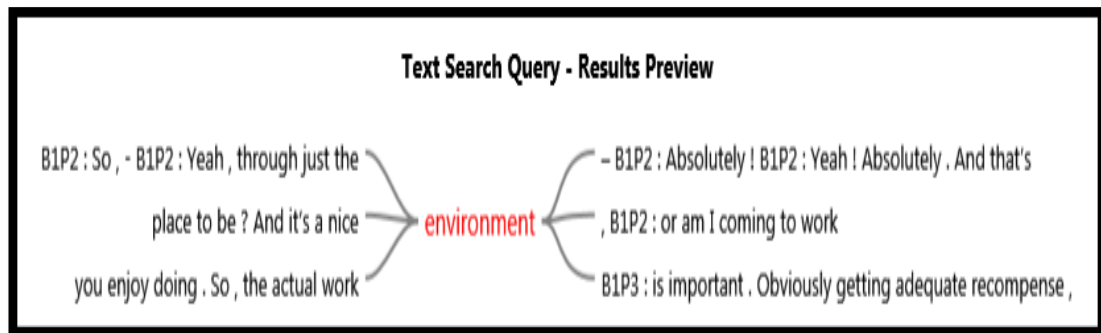 Text Search Query - Results Preview
B1P2 : So , - B1P2 : Yeah , through just the
place to be ? And it's a nice
you enjoy doing . So , the actual work
environment
– B1P2 : Absolutely ! B1P2 : Yeah ! Absolutely . And that's
, B1P2 : or am I coming to work
B1P3 : is important . Obviously getting adequate recompense ,